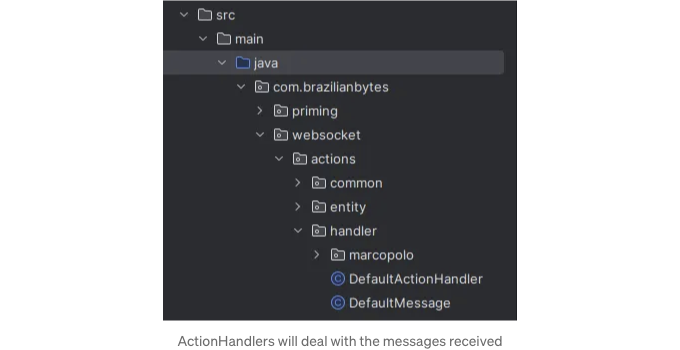 src
main
java
com.brazilianbytes
priming
websocket
actions
common
entity
handler
marcopolo
C DefaultActionHandler
C DefaultMessage
ActionHandlers will deal with the messages received